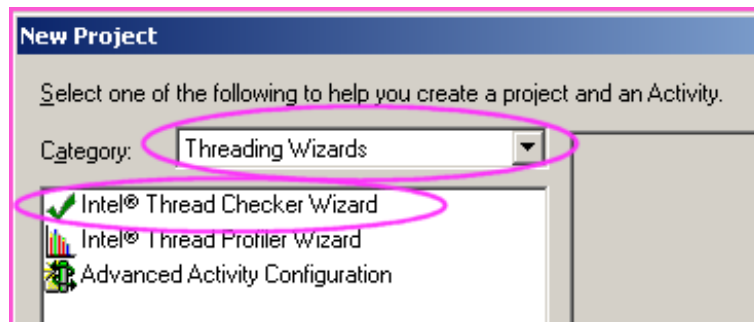 New Project
Select one of the following to help you create a project and an Activity.
Category: Threading Wizards
Intel® Thread Checker Wizard
Intel® Thread Profiler Wizard
Advanced Activity Configuration